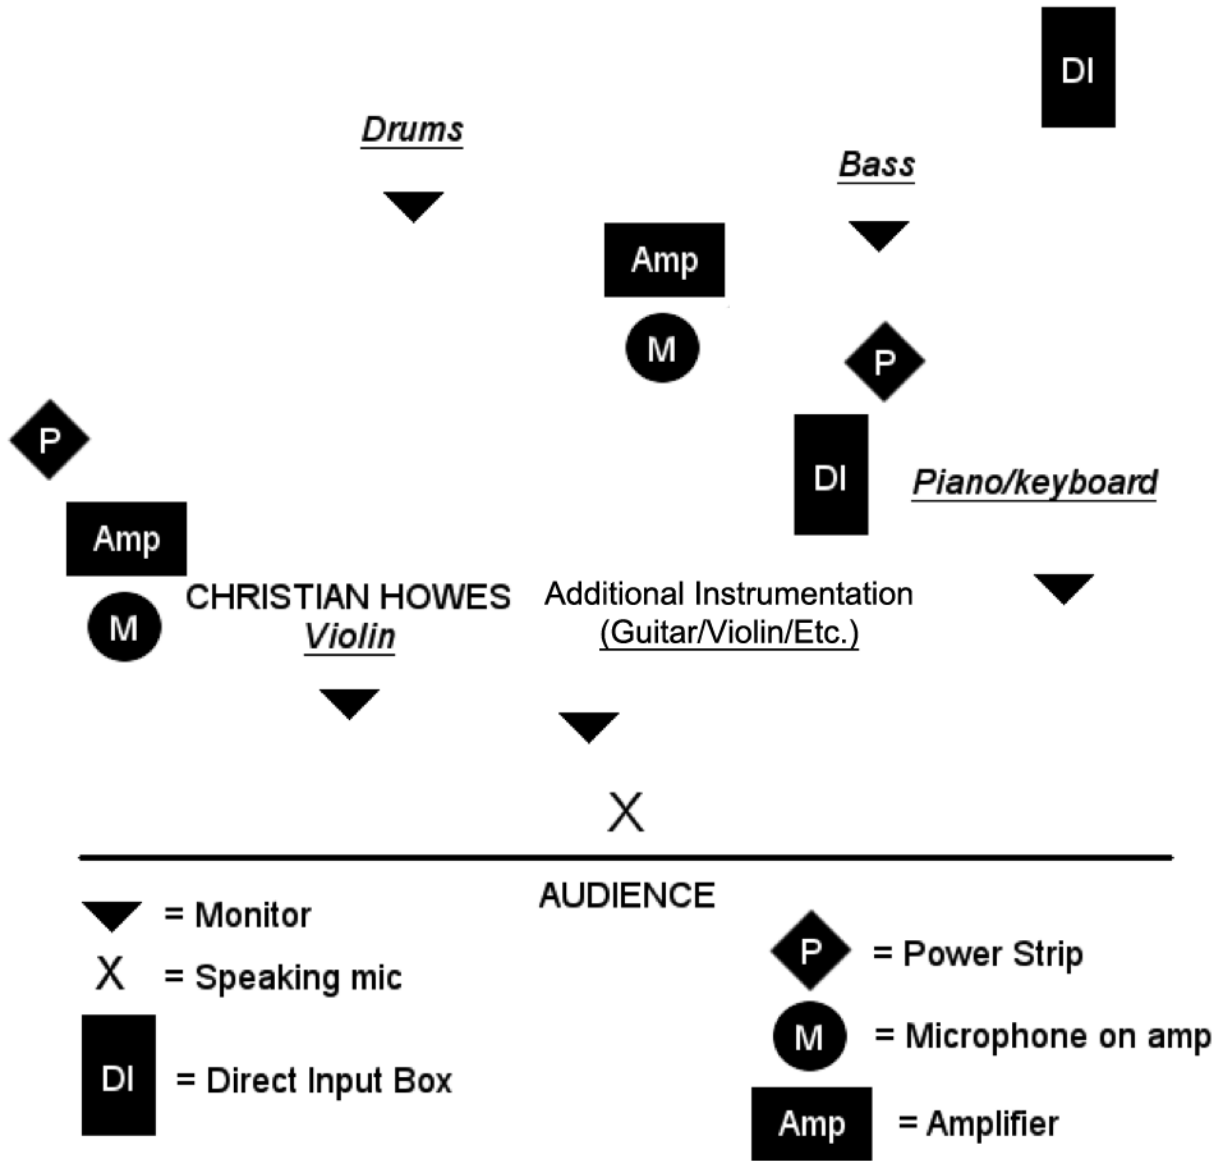 DI
Drums
Bass
Amp
M
P
P
DI
Piano/keyboard
Amp
CHRISTIAN HOWES
Additional Instrumentation
M
Violin
(Guitar/Violin/Etc.)
X
AUDIENCE
= Monitor
X = Speaking mic
DI = Direct Input Box
P = Power Strip
M = Microphone on amp
Amp = Amplifier